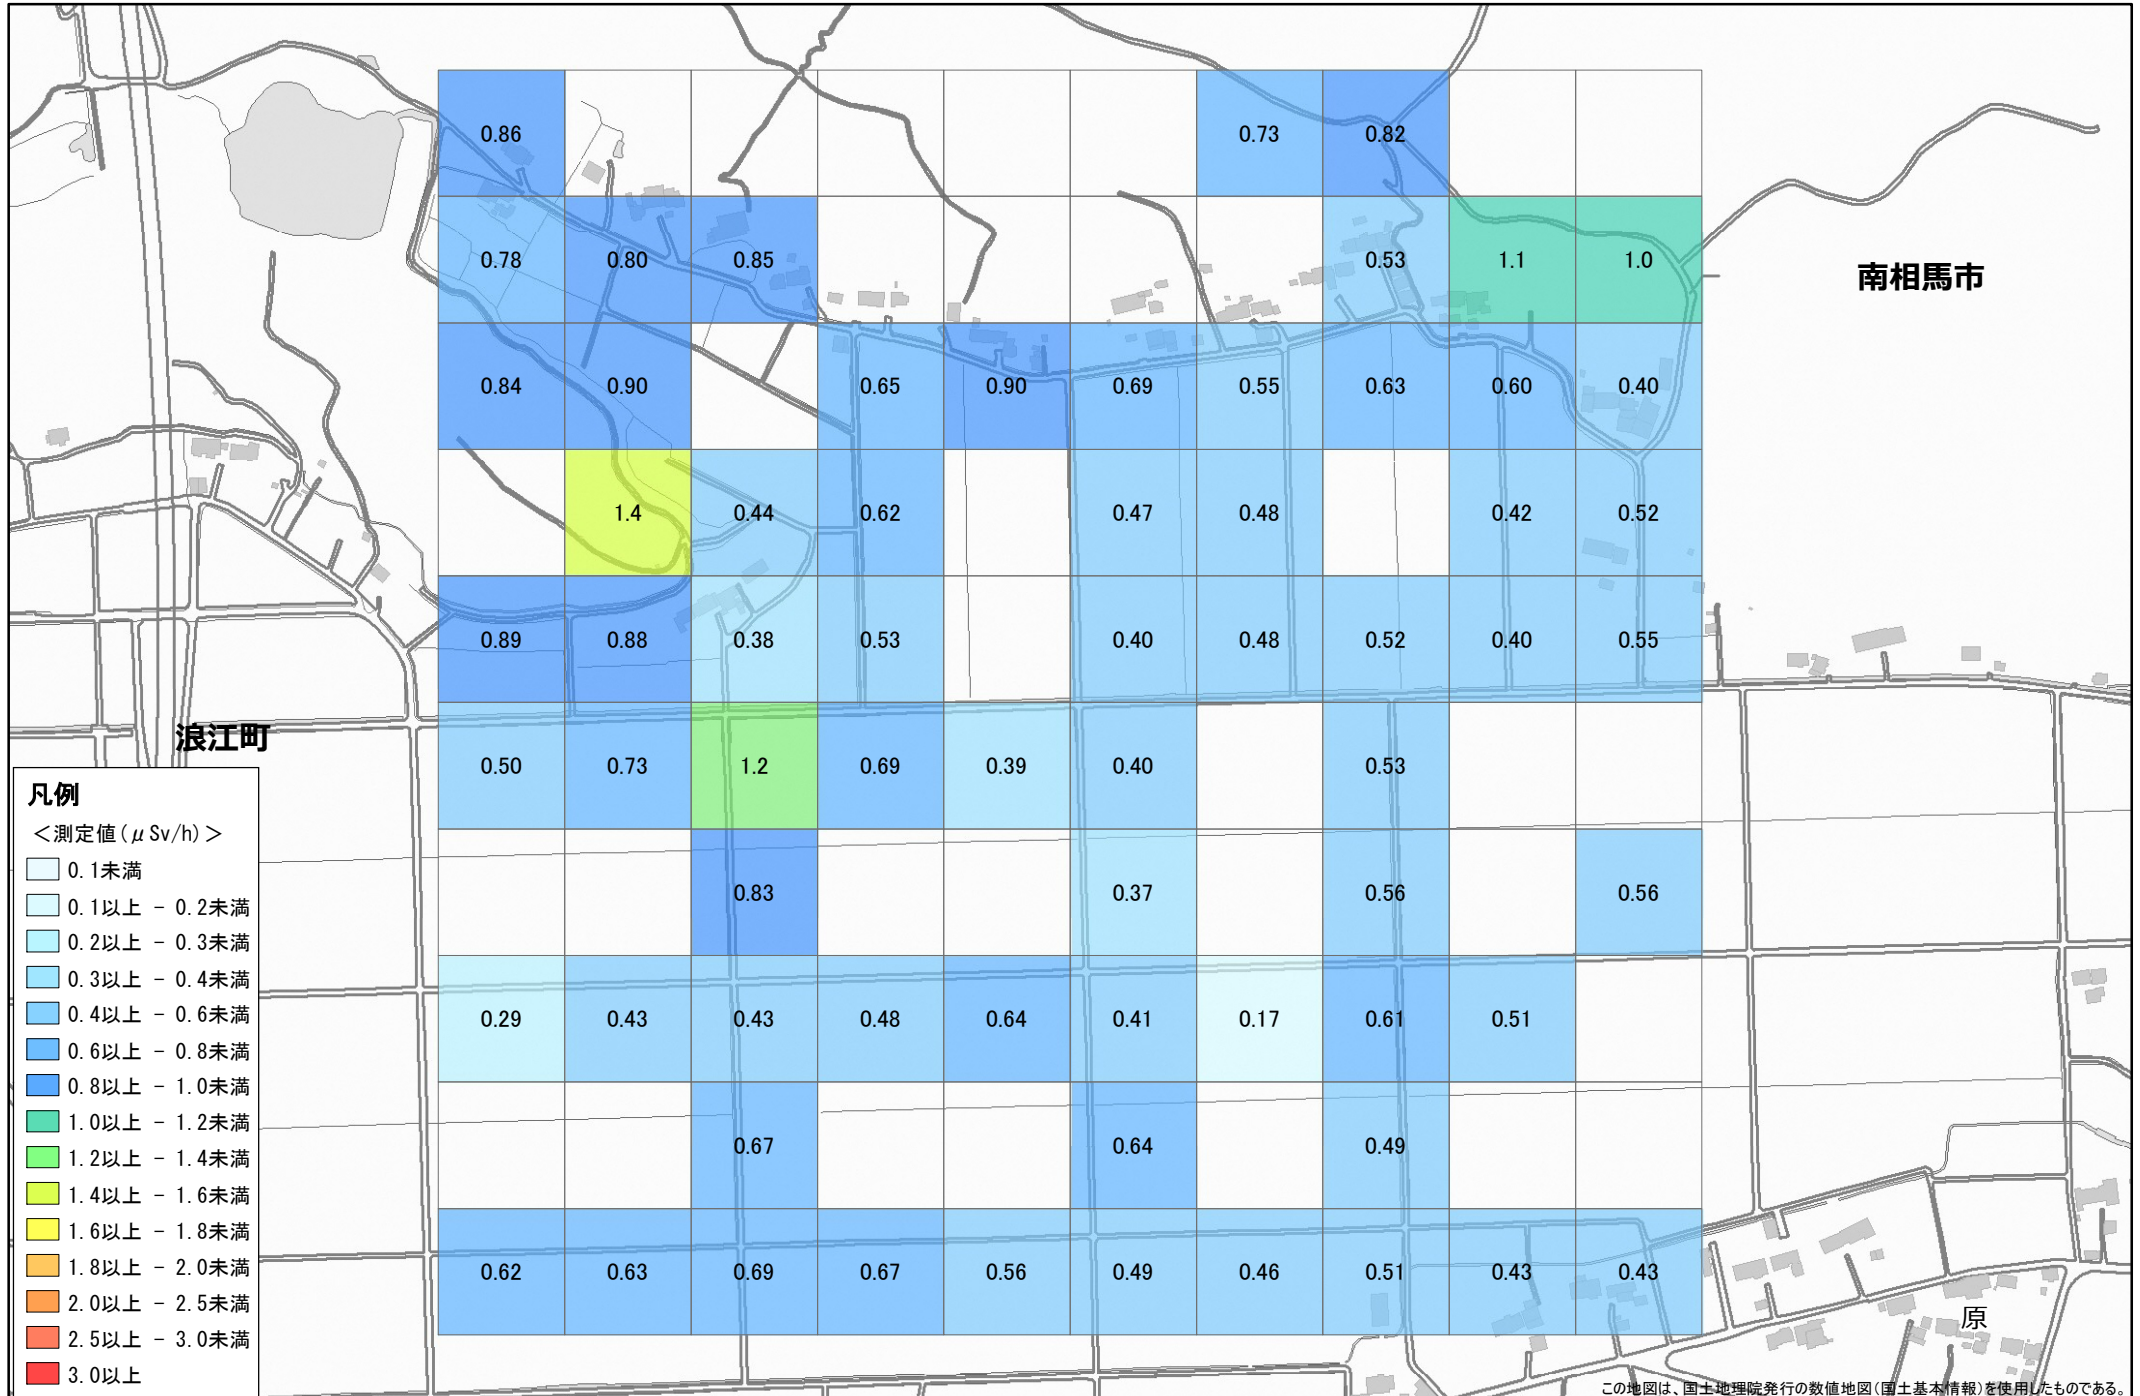 0.86 0.73 0.82
0.78 0.80 0.85 0.53 1.1 1.0
南相馬市
0.84 0.90 0.65 0.90 0.69 0.55 0.63 0.60 0.40
1.4 0.44 0.62 0.47 0.48 0.42 0.52
0.89 0.88 0.38 0.53 0.40 0.48 0.52 0.40 0.55
浪江町
0.50 0.73 1.2 0.69 0.39 0.40 0.53
0.83 0.37 0.56 0.56
0.29 0.43 0.43 0.48 0.64 0.41 0.17 0.61 0.51
0.67 0.64 0.49
0.62 0.63 0.69 0.67 0.56 0.49 0.46 0.51 0.43 0.43
原
凡例
<測定値(μSv/h)>
0.1未満
0.1以上 - 0.2未満
0.2以上 - 0.3未満
0.3以上 - 0.4未満
0.4以上 - 0.6未満
0.6以上 - 0.8未満
0.8以上 - 1.0未満
1.0以上 - 1.2未満
1.2以上 - 1.4未満
1.4以上 - 1.6未満
1.6以上 - 1.8未満
1.8以上 - 2.0未満
2.0以上 - 2.5未満
2.5以上 - 3.0未満
3.0以上
この地図は、国土地理院発行の数値地図(国土基本情報)を使用したものである。